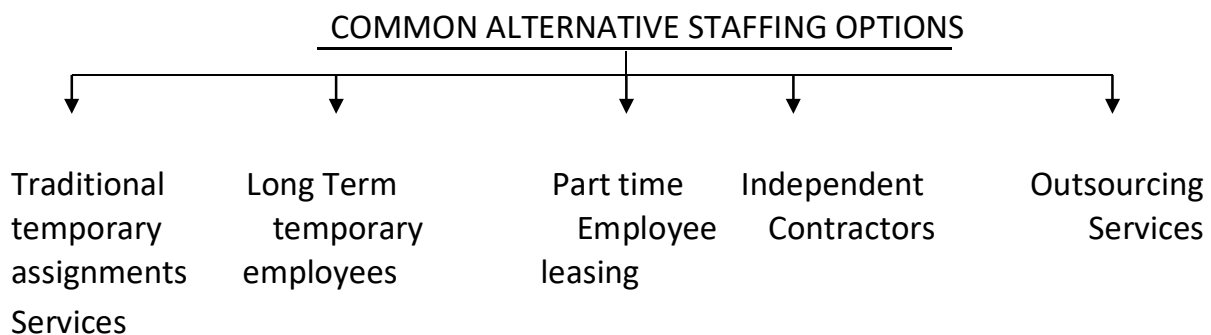 COMMON ALTERNATIVE STAFFING OPTIONS
Traditional Long Term Part time Independent Outsourcing
temporary temporary Employee Contractors Services
assignments employees leasing
Services